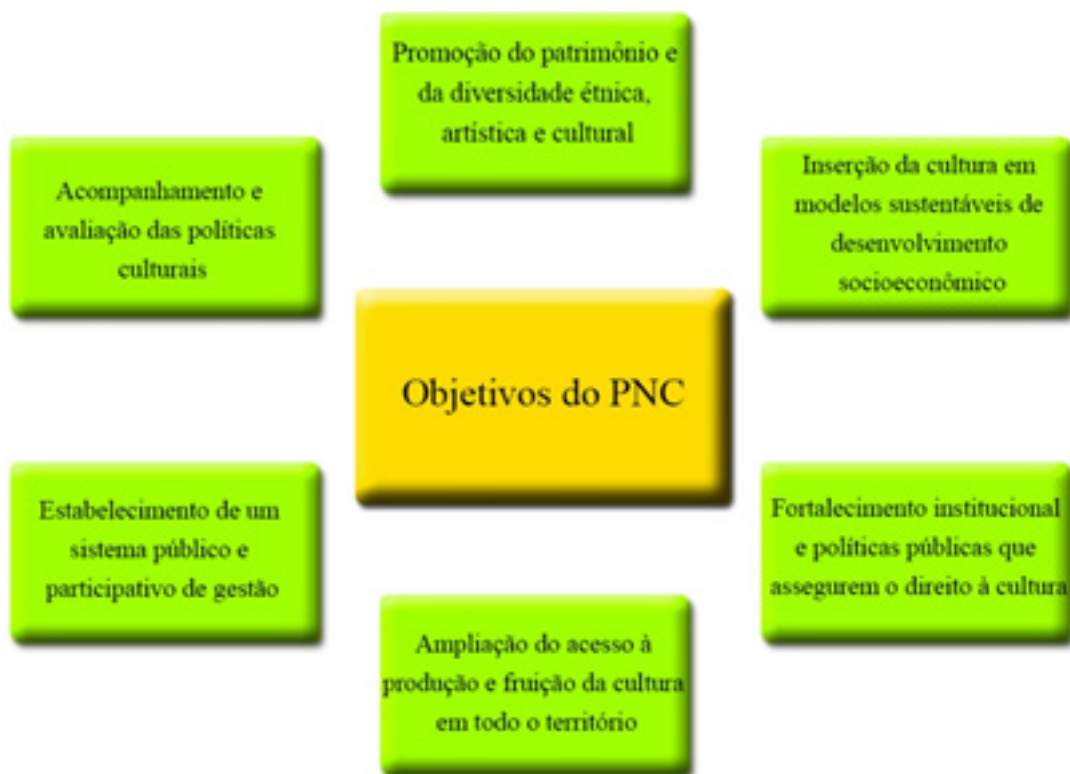 Promoção do patrimônio e
da diversidade étnica,
artística e cultural
Acompanhamento e
avaliação das políticas
culturais
Inserção da cultura em
modelos sustentáveis de
desenvolvimento
socioeconômico
Objetivos do PNC
Estabelecimento de um
sistema público e
participativo de gestão
Fortalecimento institucional
e políticas públicas que
assegurem o direito à cultura
Ampliação do acesso à
produção e fruição da cultura
em todo o território